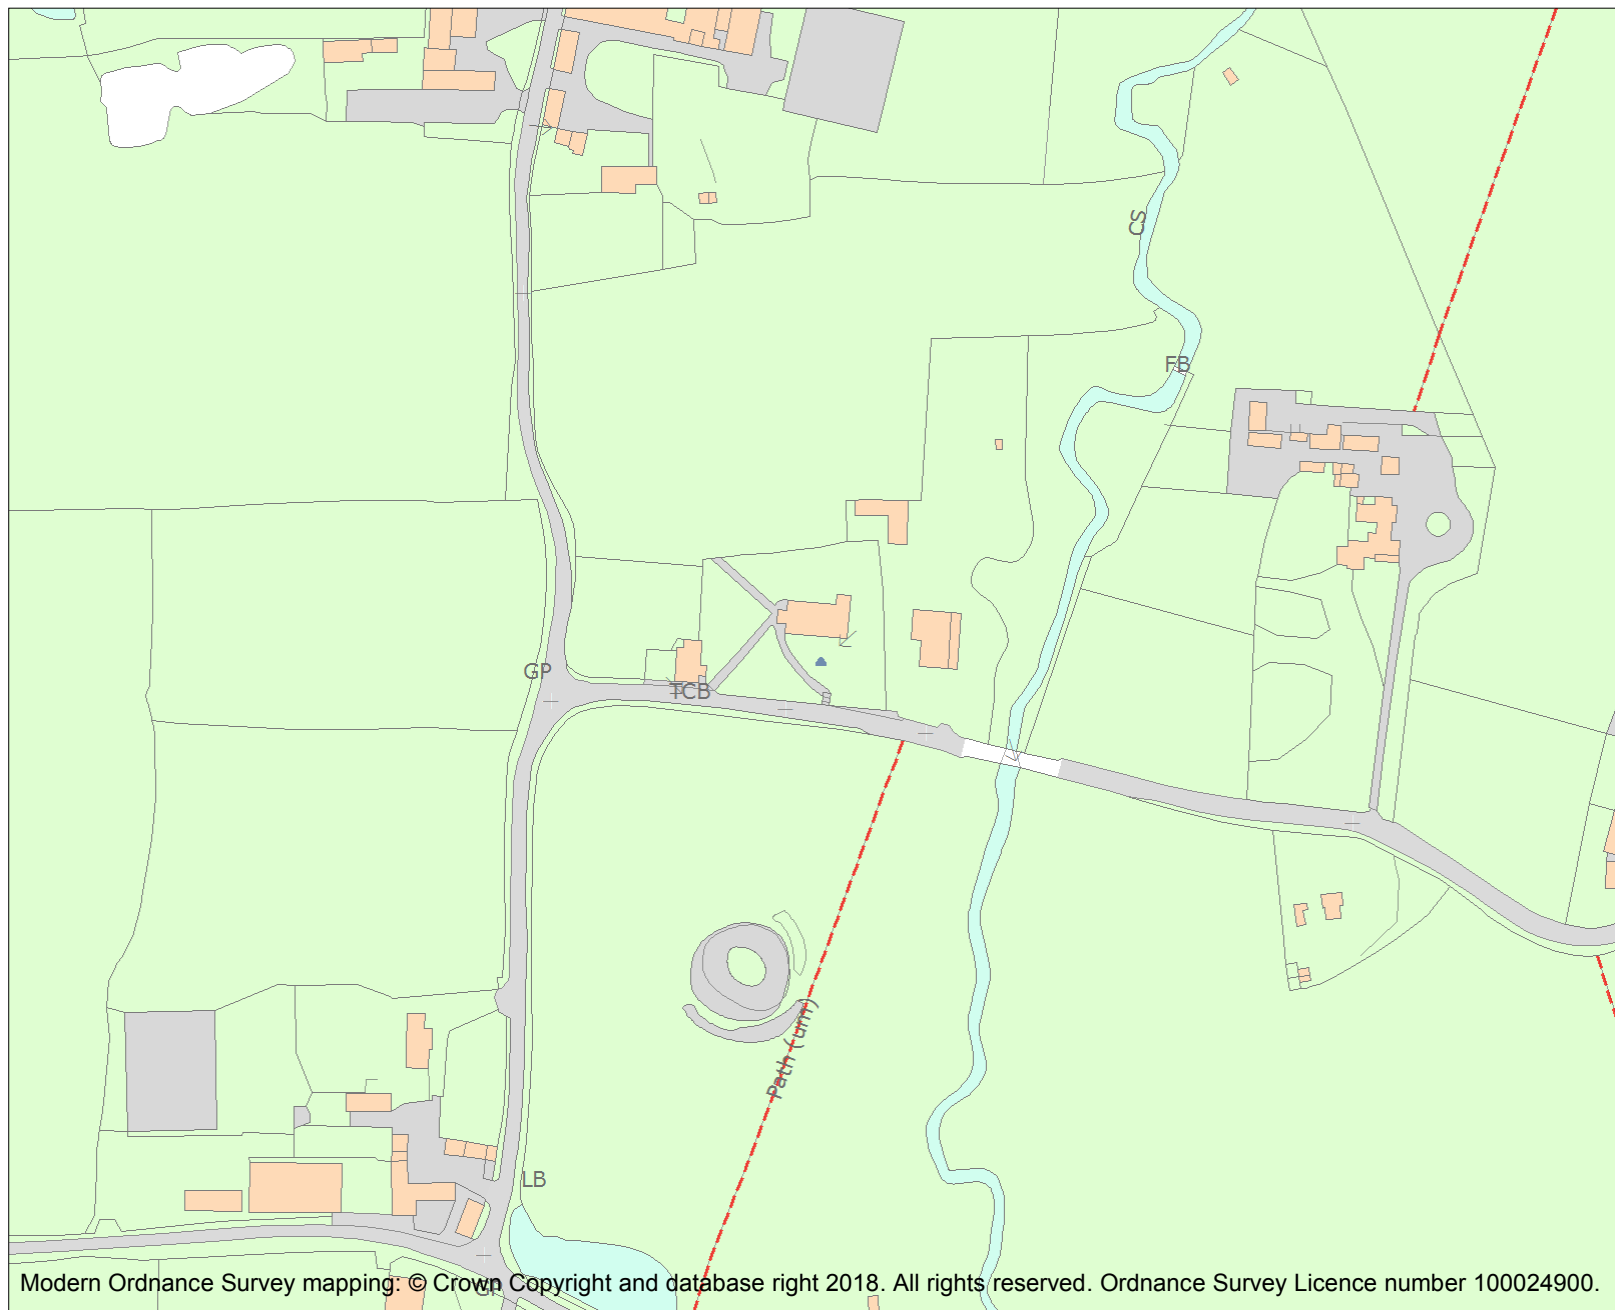 CS
FB
GP
TCB
Path (um)
LB
GP
Modern Ordnance Survey mapping: © Crown Copyright and database right 2018. All rights reserved. Ordnance Survey Licence number 100024900.